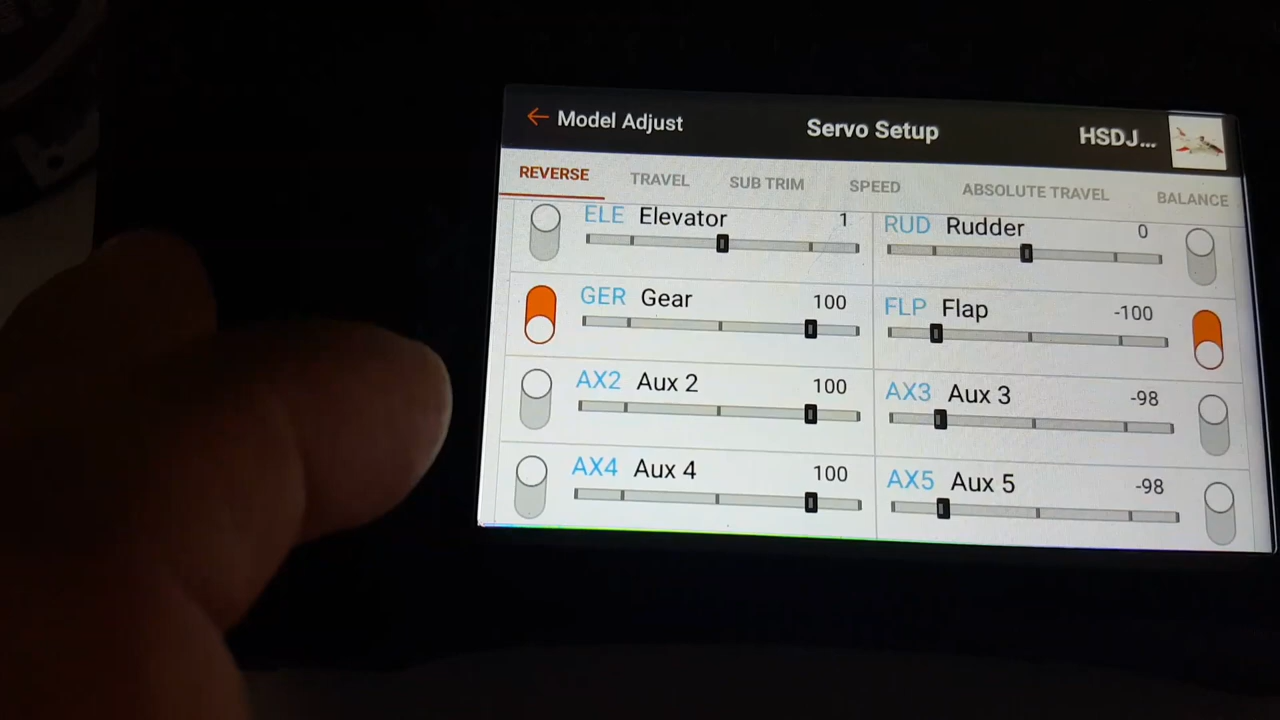 Model Adjust Servo Setup HSDJ...
REVERSE TRAVEL SUB TRIM SPEED ABSOLUTE TRAVEL BALANCE
ELE Elevator 1 RUD Rudder 0
GER Gear 100 FLP Flap -100
AX2 Aux 2 100 AX3 Aux 3 -98
AX4 Aux 4 100 AX5 Aux 5 -98